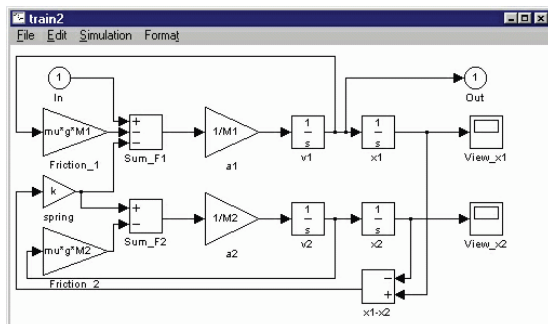 train2
File Edit Simulation Format
1
In
1
Out
mu*g*M1
Friction_1
+
−
−
Sum_F1
1/M1
a1
1
s
v1
1
s
x1
View_x1
k
spring
+
−
Sum_F2
1/M2
a2
1
s
v2
1
s
x2
View_x2
mu*g*M2
Friction_2
−
+
x1-x2